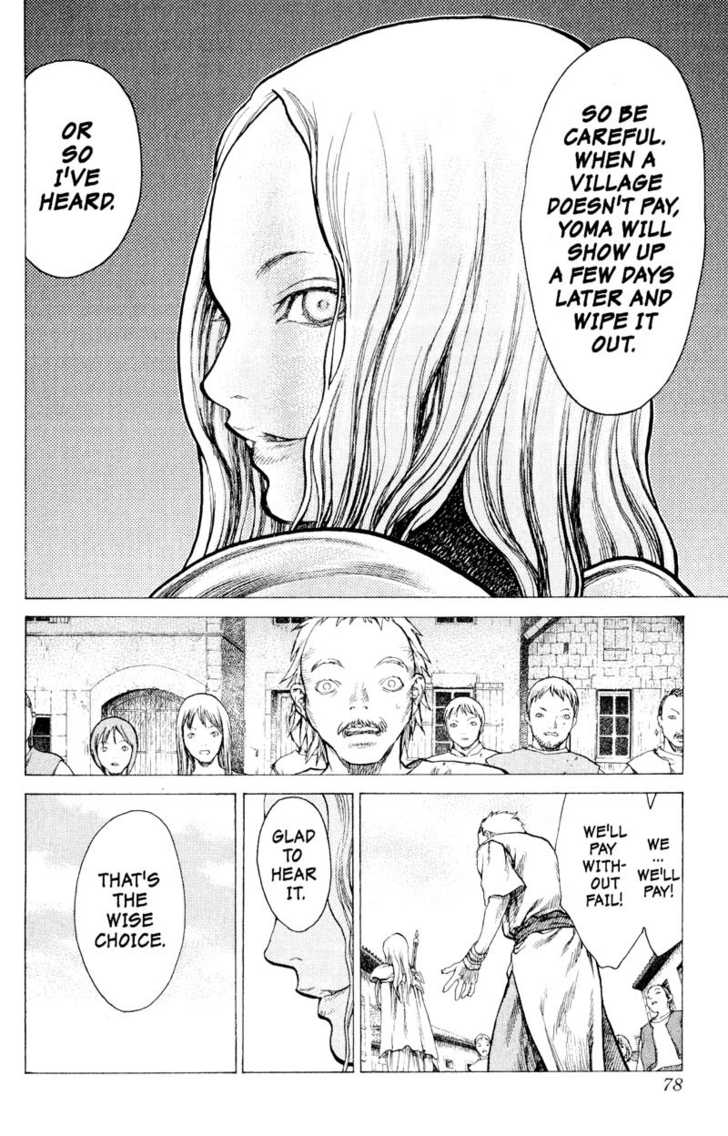 SO BE
CAREFUL.
WHEN A
VILLAGE
DOESN'T PAY,
YOMA WILL
SHOW UP
A FEW DAYS
LATER AND
WIPE IT
OUT.
OR
SO
I'VE
HEARD.
WE
...
WE'LL
PAY!
WE'LL
PAY
WITH-
OUT
FAIL!
GLAD
TO
HEAR
IT.
THAT'S
THE
WISE
CHOICE.
78